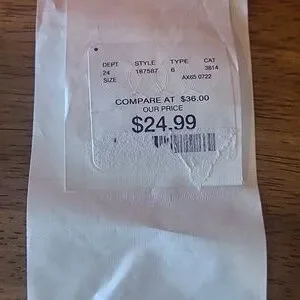 DEPT STYLE TYPE CAT
24 187587 6 3814
SIZE AX65 0722
COMPARE AT $36.00
OUR PRICE
$24.99